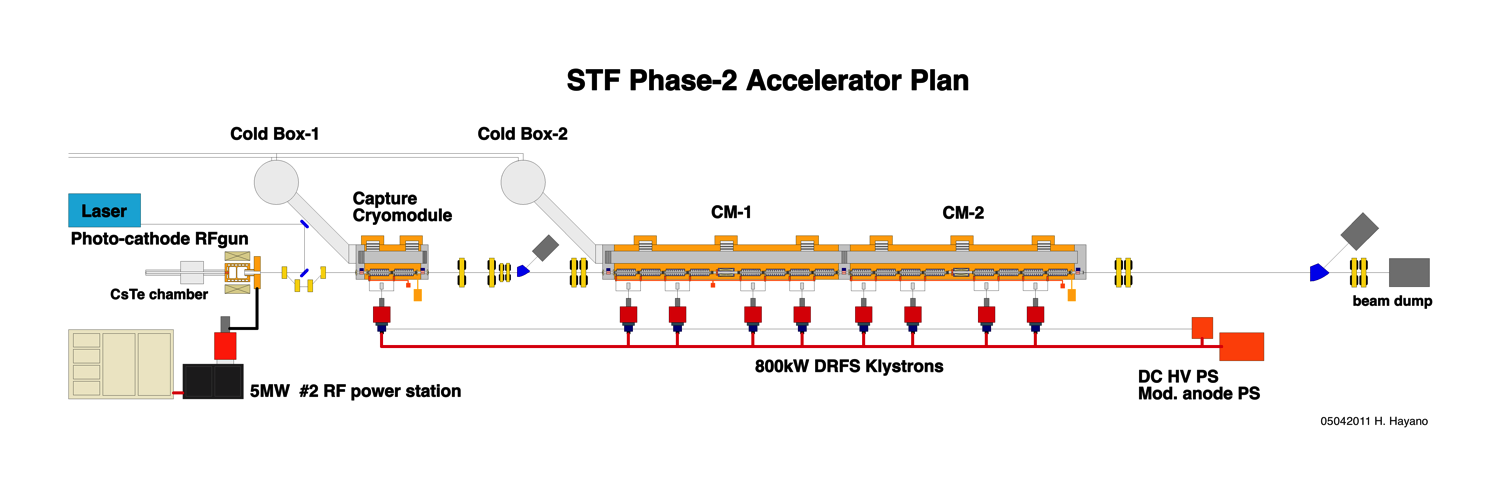 STF Phase-2 Accelerator Plan
Cold Box-1
Cold Box-2
Laser
Capture
Cryomodule
CM-1
CM-2
Photo-cathode RFgun
CsTe chamber
beam dump
800kW DRFS Klystrons
DC HV PS
Mod. anode PS
5MW #2 RF power station
05042011 H. Hayano